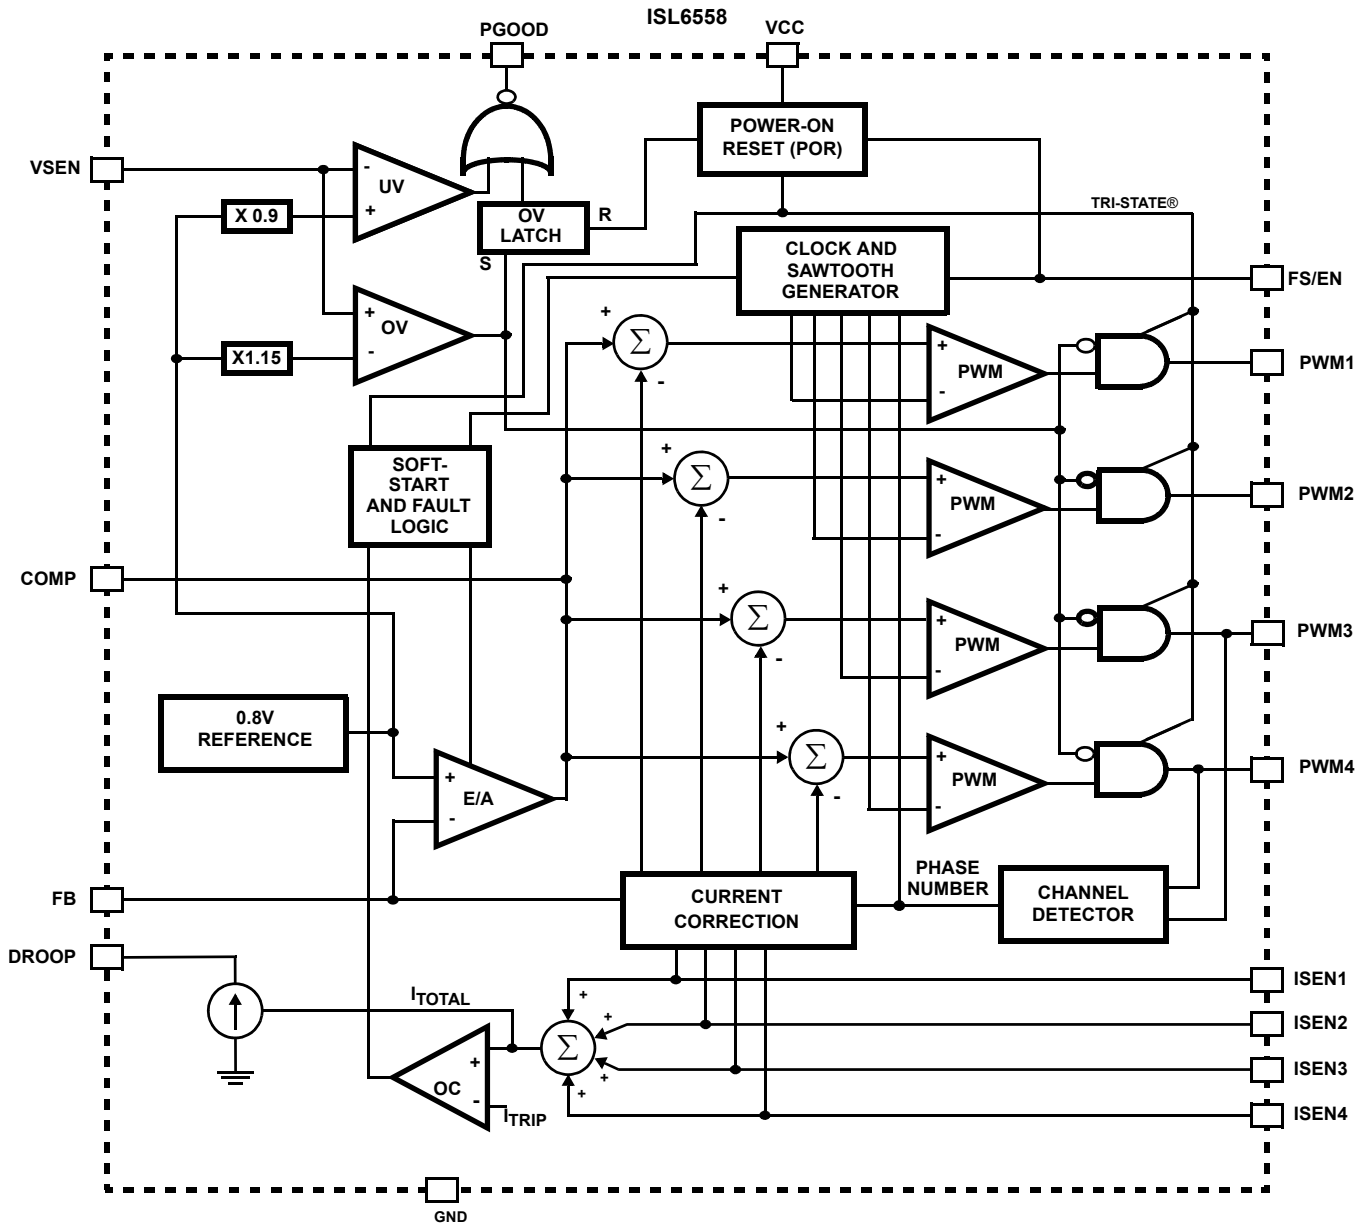 ISL6558
PGOOD
VCC
POWER-ON
RESET (POR)
VSEN
-
UV
+
X 0.9
OV
LATCH
R
S
TRI-STATE®
CLOCK AND
SAWTOOTH
GENERATOR
FS/EN
+
OV
-
X1.15
+
Σ
-
+
PWM
-
PWM1
SOFT-
START
AND FAULT
LOGIC
+
Σ
-
+
PWM
-
PWM2
COMP
+
Σ
-
+
PWM
-
PWM3
0.8V
REFERENCE
+
Σ
-
+
PWM
-
PWM4
+
E/A
-
FB
CURRENT
CORRECTION
PHASE
NUMBER
CHANNEL
DETECTOR
DROOP
ITOTAL
+
+
Σ
+
+
ISEN1
ISEN2
ISEN3
ISEN4
+
OC
-
ITRIP
GND